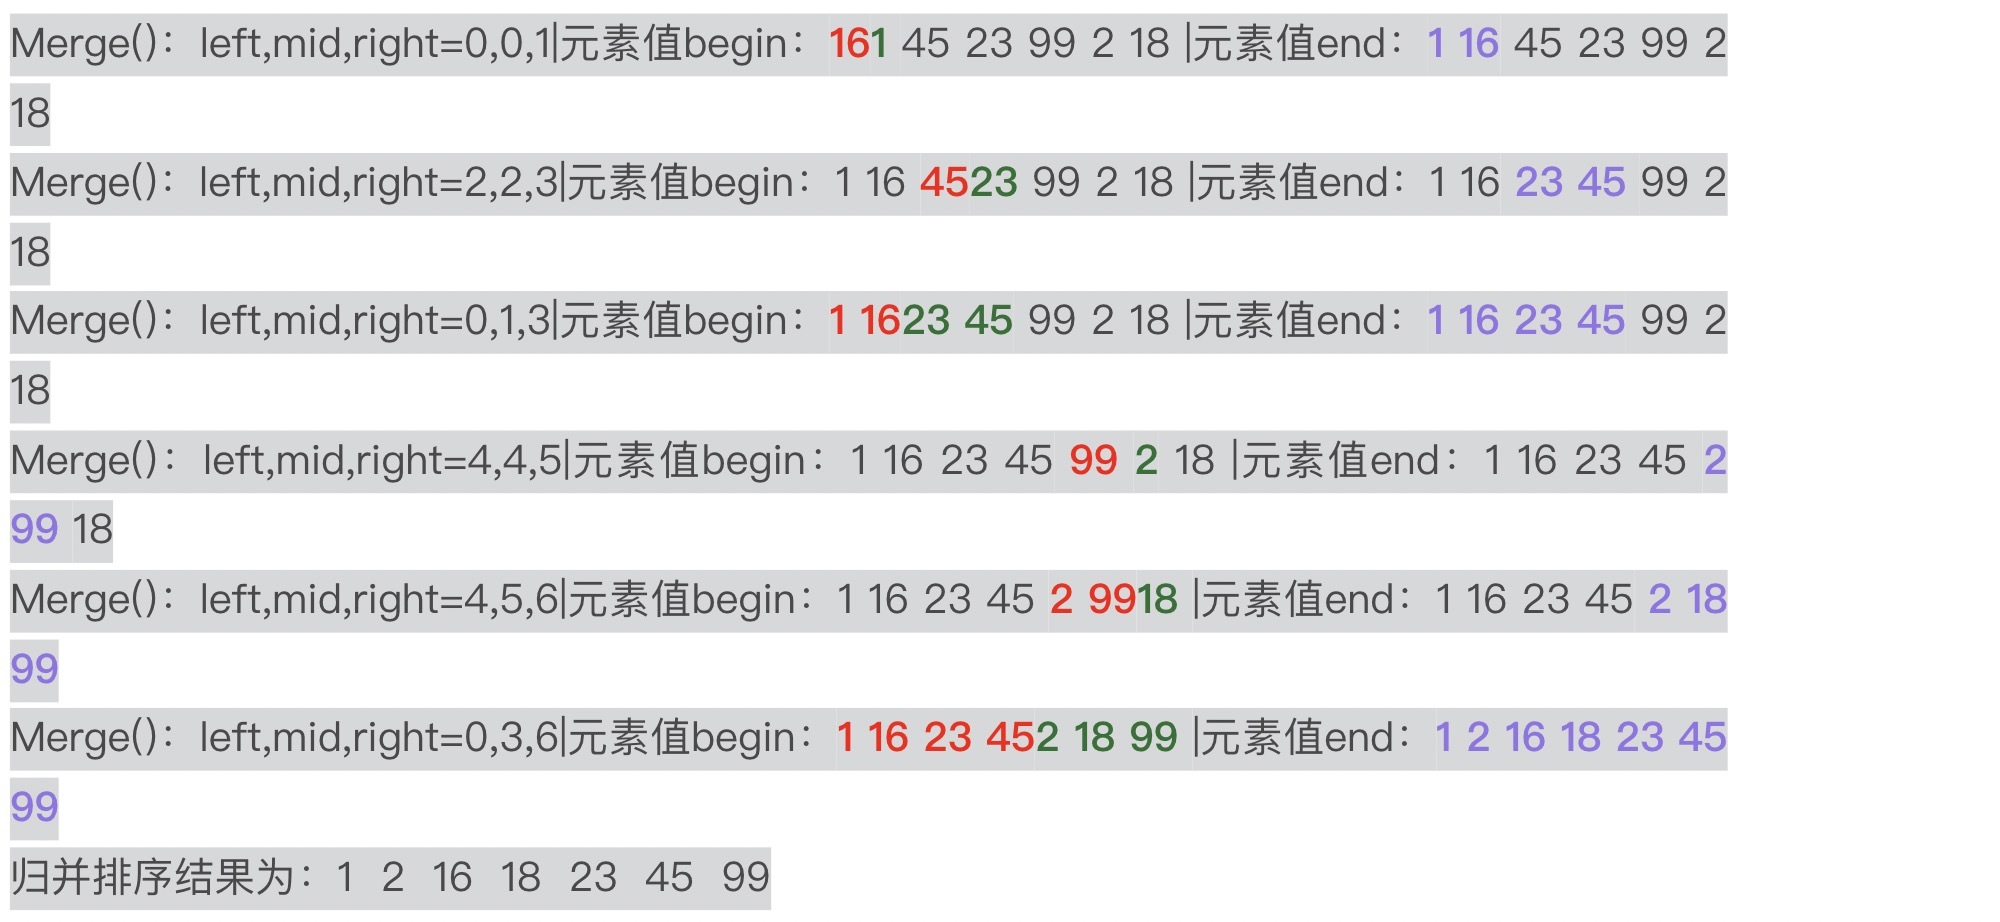 Merge()：left,mid,right=0,0,1|元素值begin：161 45 23 99 2 18 |元素值end：1 16 45 23 99 2
18
Merge()：left,mid,right=2,2,3|元素值begin：1 16 4523 99 2 18 |元素值end：1 16 23 45 99 2
18
Merge()：left,mid,right=0,1,3|元素值begin：1 1623 45 99 2 18 |元素值end：1 16 23 45 99 2
18
Merge()：left,mid,right=4,4,5|元素值begin：1 16 23 45 99 2 18 |元素值end：1 16 23 45 2
99 18
Merge()：left,mid,right=4,5,6|元素值begin：1 16 23 45 2 9918 |元素值end：1 16 23 45 2 18
99
Merge()：left,mid,right=0,3,6|元素值begin：1 16 23 452 18 99 |元素值end：1 2 16 18 23 45
99
归并排序结果为：1 2 16 18 23 45 99